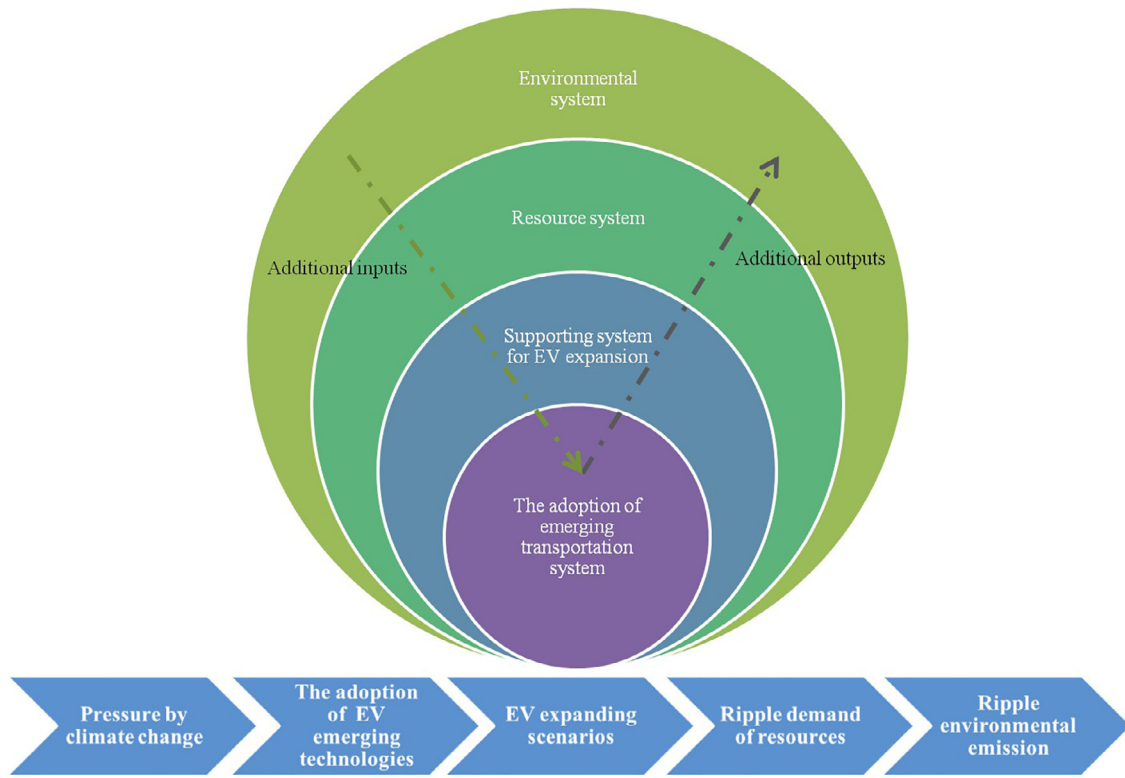 Environmental
system
Resource system
Additional inputs
Additional outputs
Supporting system
for EV expansion
The adoption of
emerging
transportation
system
Pressure by
climate change
The adoption
of EV
emerging
technologies
EV expanding
scenarios
Ripple demand
of resources
Ripple
environmental
emission